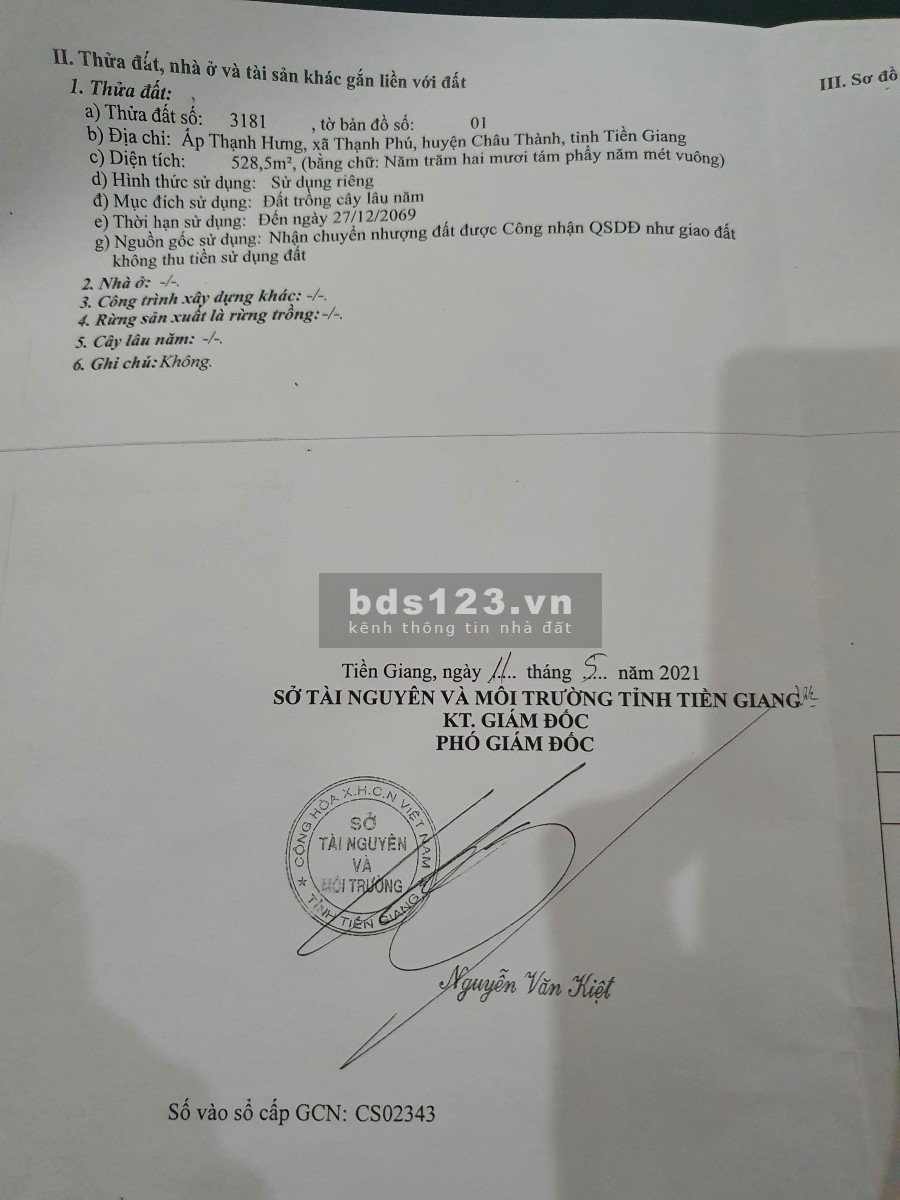 II. Thửa đất, nhà ở và tài sản khác gắn liền với đất
III. Sơ đồ
1. Thửa đất:
a) Thửa đất số: 3181 , tờ bản đồ số: 01
b) Địa chỉ: Ấp Thạnh Hưng, xã Thạnh Phú, huyện Châu Thành, tỉnh Tiền Giang
c) Diện tích: 528,5m², (bằng chữ: Năm trăm hai mươi tám phẩy năm mét vuông)
d) Hình thức sử dụng: Sử dụng riêng
đ) Mục đích sử dụng: Đất trồng cây lâu năm
e) Thời hạn sử dụng: Đến ngày 27/12/2069
g) Nguồn gốc sử dụng: Nhận chuyển nhượng đất được Công nhận QSDĐ như giao đất
không thu tiền sử dụng đất
2. Nhà ở: -/-.
3. Công trình xây dựng khác: -/-.
4. Rừng sản xuất là rừng trồng: -/-.
5. Cây lâu năm: -/-.
6. Ghi chú: Không.
bds123.vn
kênh thông tin nhà đất
Tiền Giang, ngày 11... tháng 5... năm 2021
SỞ TÀI NGUYÊN VÀ MÔI TRƯỜNG TỈNH TIỀN GIANG
KT. GIÁM ĐỐC
PHÓ GIÁM ĐỐC
CỘNG HÒA X.H.C.N VIỆT NAM
SỞ
TÀI NGUYÊN
VÀ
MÔI TRƯỜNG
TỈNH TIỀN GIANG
Nguyễn Văn Kiệt
Số vào sổ cấp GCN: CS02343